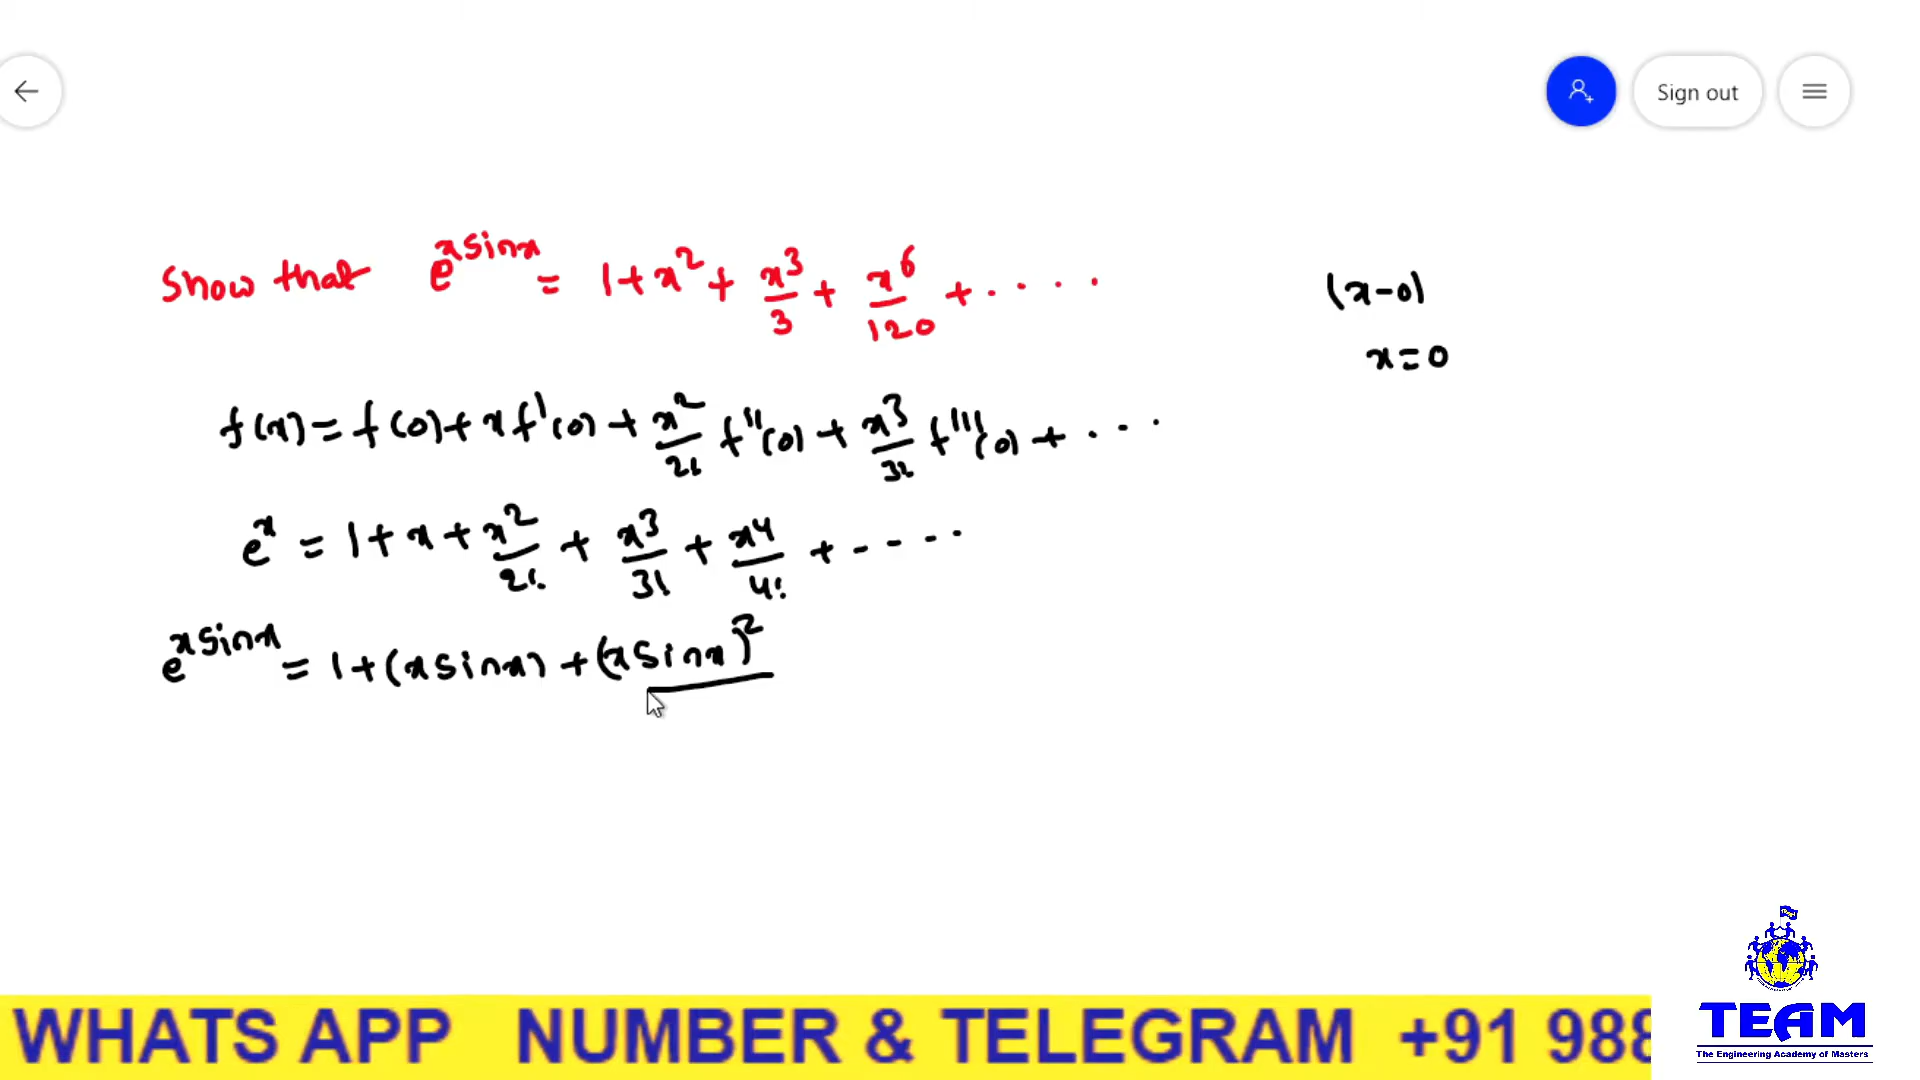 Sign out
Show that e^{x sin x} = 1 + x^2 + x^3/3 + x^6/120 + . . . .
(x-0)
x = 0
f(x) = f(0) + x f'(0) + x^2/2! f''(0) + x^3/3! f'''(0) + . . .
e^x = 1 + x + x^2/2! + x^3/3! + x^4/4! + - - - -
e^{x sin x} = 1 + (x sin x) + (x sin x)^2
WHATS APP NUMBER & TELEGRAM +91 988
TEAM
The Engineering Academy of Masters